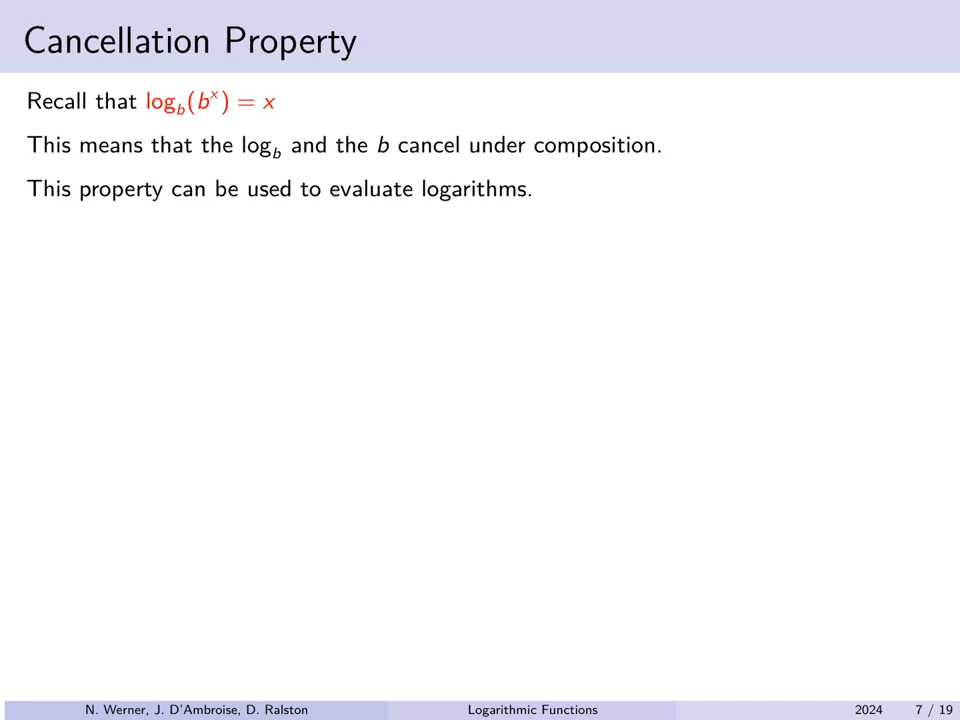 Cancellation Property
Recall that log_b(b^x) = x
This means that the log_b and the b cancel under composition.
This property can be used to evaluate logarithms.
N. Werner, J. D'Ambroise, D. Ralston
Logarithmic Functions
2024
7 / 19